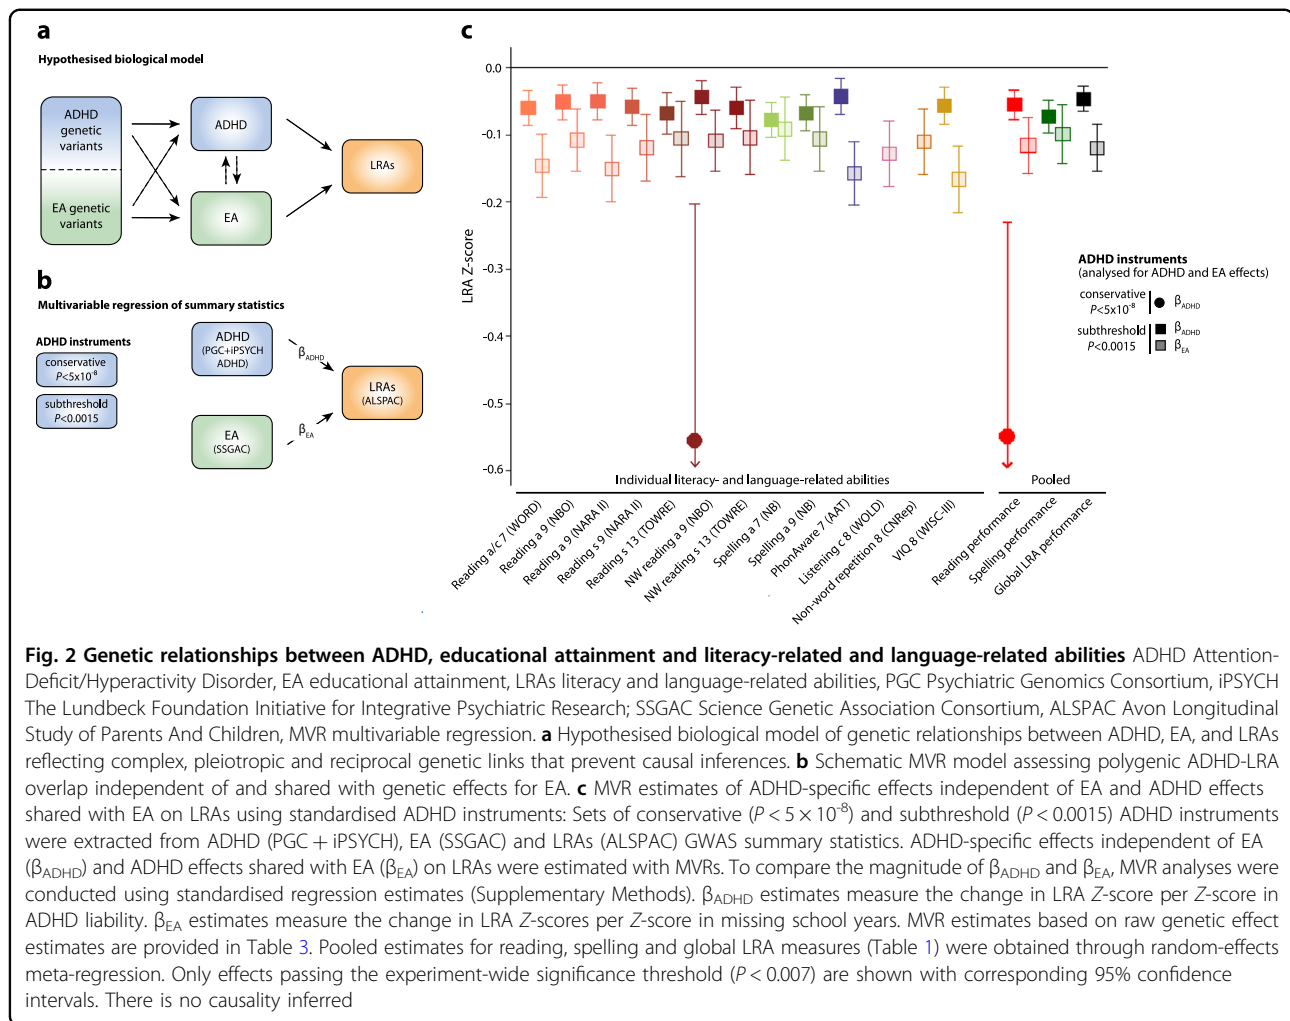 a
Hypothesised biological model
ADHD
genetic
variants
EA genetic
variants
ADHD
EA
LRAs
b
Multivariable regression of summary statistics
ADHD instruments
conservative
P<5x10⁻⁸
subthreshold
P<0.0015
ADHD
(PGC+iPSYCH
ADHD)
EA
(SSGAC)
β_ADHD
β_EA
LRAs
(ALSPAC)
c
LRA Z-score
0.0
-0.1
-0.2
-0.3
-0.4
-0.5
-0.6
Individual literacy- and language-related abilities
Pooled
Reading a/c 7 (WORD)
Reading a 9 (NBO)
Reading a 9 (NARA II)
Reading s 9 (NARA II)
Reading s 13 (TOWRE)
NW reading a 9 (NBO)
NW reading s 13 (TOWRE)
Spelling a 7 (NB)
Spelling a 9 (NB)
PhonAware 7 (AAT)
Listening c 8 (WOLD)
Non-word repetition 8 (CNRep)
VIQ 8 (WISC-III)
Reading performance
Spelling performance
Global LRA performance
ADHD instruments
(analysed for ADHD and EA effects)
conservative
P<5x10⁻⁸
β_ADHD
subthreshold
P<0.0015
β_ADHD
β_EA
Fig. 2 Genetic relationships between ADHD, educational attainment and literacy-related and language-related abilities ADHD Attention-
Deficit/Hyperactivity Disorder, EA educational attainment, LRAs literacy and language-related abilities, PGC Psychiatric Genomics Consortium, iPSYCH
The Lundbeck Foundation Initiative for Integrative Psychiatric Research; SSGAC Science Genetic Association Consortium, ALSPAC Avon Longitudinal
Study of Parents And Children, MVR multivariable regression. a Hypothesised biological model of genetic relationships between ADHD, EA, and LRAs
reflecting complex, pleiotropic and reciprocal genetic links that prevent causal inferences. b Schematic MVR model assessing polygenic ADHD-LRA
overlap independent of and shared with genetic effects for EA. c MVR estimates of ADHD-specific effects independent of EA and ADHD effects
shared with EA on LRAs using standardised ADHD instruments: Sets of conservative (P < 5 × 10⁻⁸) and subthreshold (P < 0.0015) ADHD instruments
were extracted from ADHD (PGC + iPSYCH), EA (SSGAC) and LRAs (ALSPAC) GWAS summary statistics. ADHD-specific effects independent of EA
(β_ADHD) and ADHD effects shared with EA (β_EA) on LRAs were estimated with MVRs. To compare the magnitude of β_ADHD and β_EA, MVR analyses were
conducted using standardised regression estimates (Supplementary Methods). β_ADHD estimates measure the change in LRA Z-score per Z-score in
ADHD liability. β_EA estimates measure the change in LRA Z-scores per Z-score in missing school years. MVR estimates based on raw genetic effect
estimates are provided in Table 3. Pooled estimates for reading, spelling and global LRA measures (Table 1) were obtained through random-effects
meta-regression. Only effects passing the experiment-wide significance threshold (P < 0.007) are shown with corresponding 95% confidence
intervals. There is no causality inferred